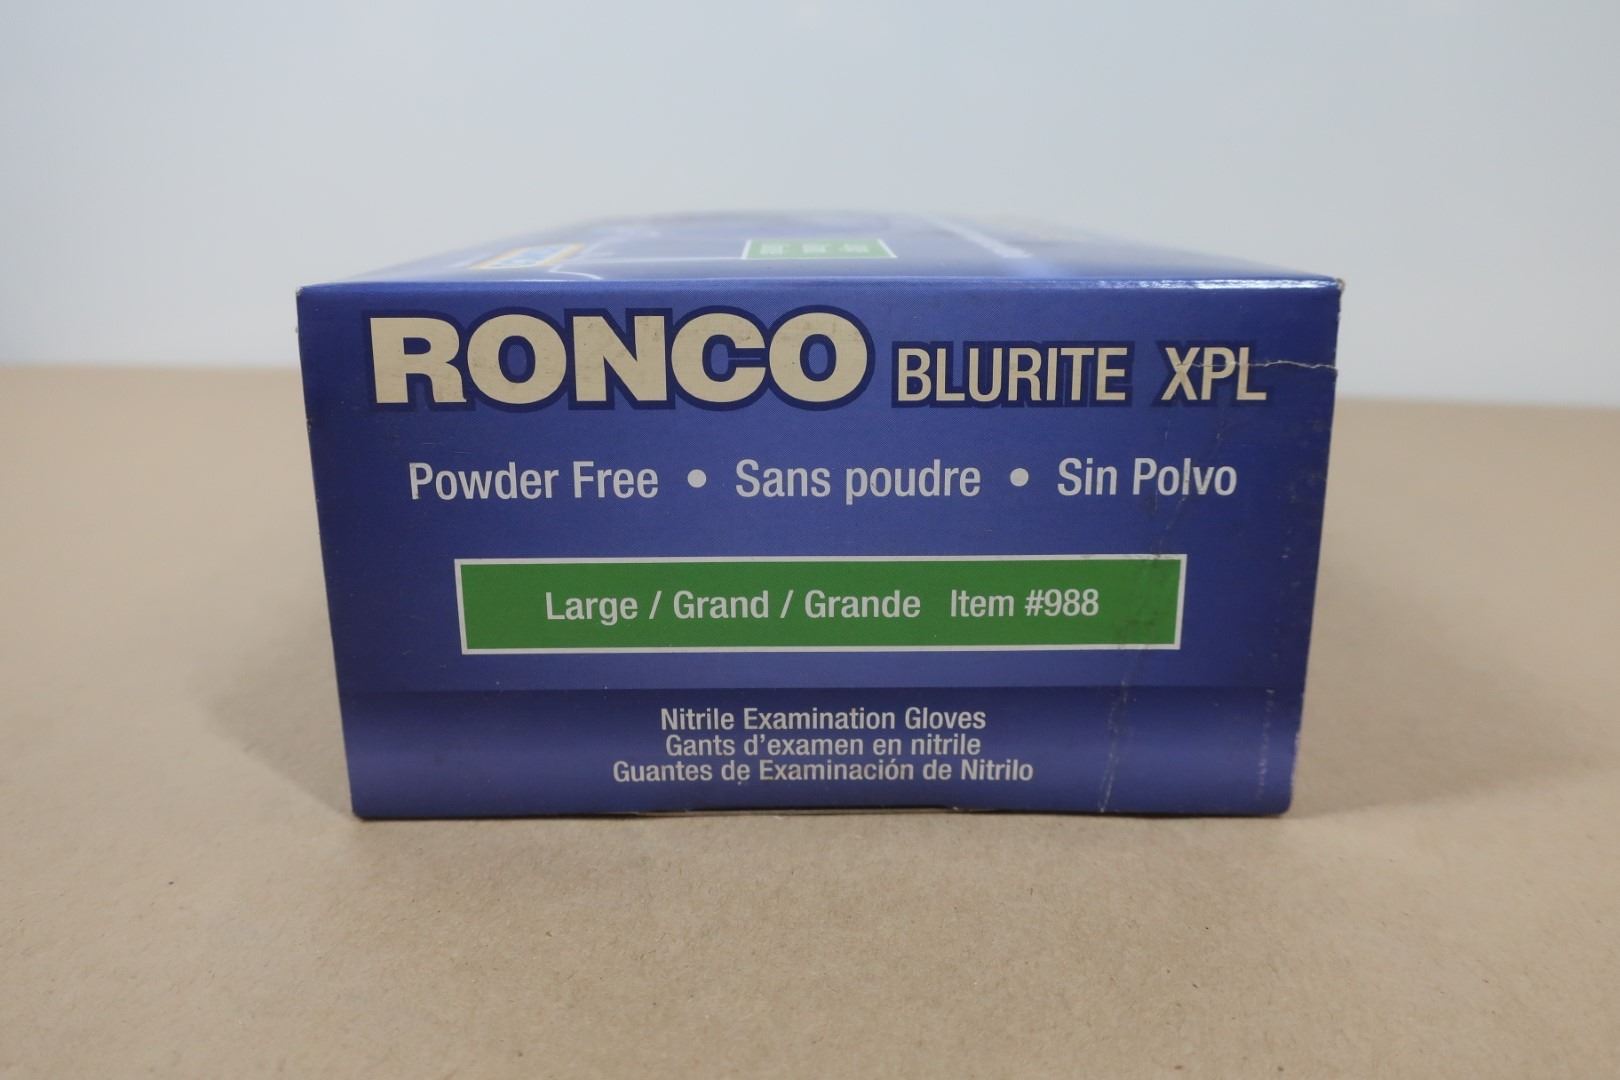 RONCO BLURITE XPL
Powder Free • Sans poudre • Sin Polvo
Large / Grand / Grande Item #988
Nitrile Examination Gloves
Gants d’examen en nitrile
Guantes de Examinación de Nitrilo